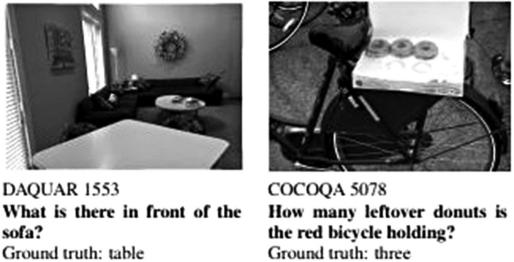 DAQUAR 1553
What is there in front of the
sofa?
Ground truth: table
COCOQA 5078
How many leftover donuts is
the red bicycle holding?
Ground truth: three